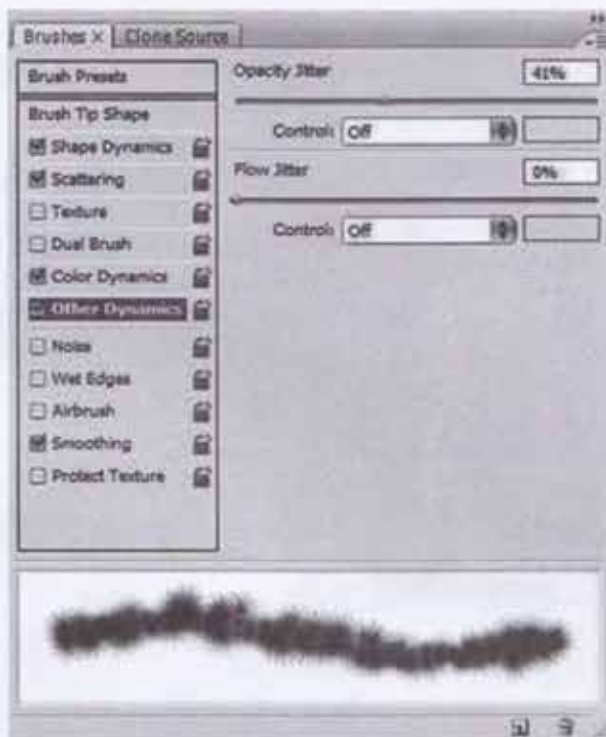 Brushes × Clone Source
Brush Presets
Brush Tip Shape
Shape Dynamics
Scattering
Texture
Dual Brush
Color Dynamics
Other Dynamics
Noise
Wet Edges
Airbrush
Smoothing
Protect Texture
Opacity Jitter 41%
Control: Off
Flow Jitter 0%
Control: Off